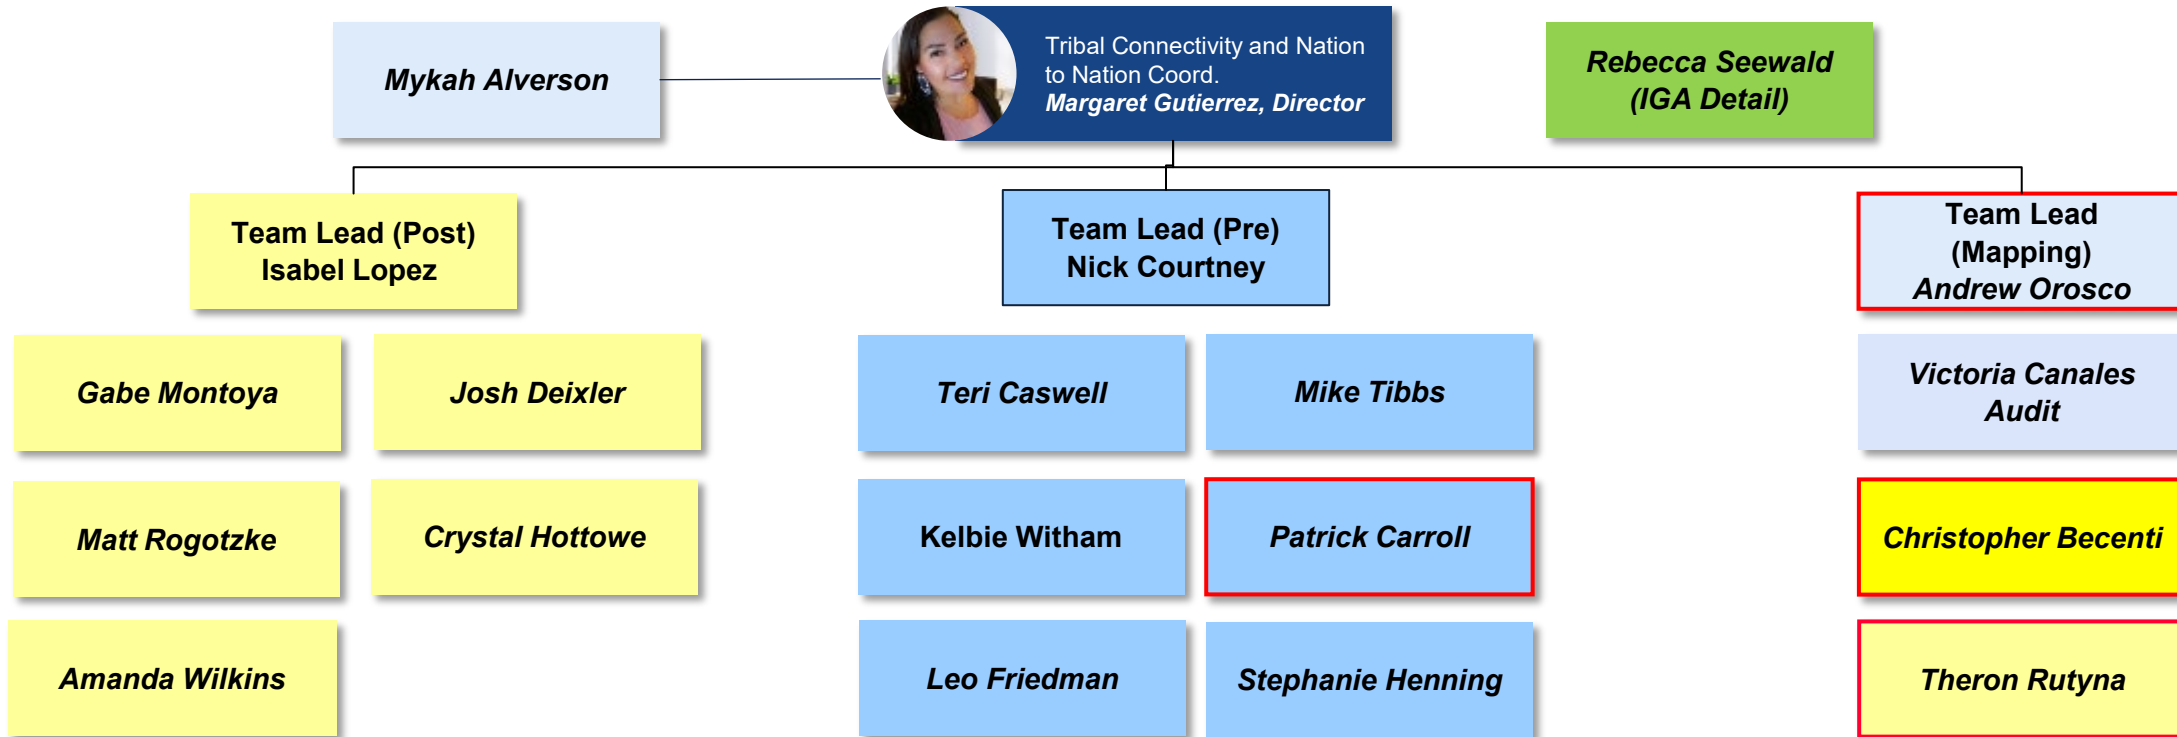 Mykah Alverson
Tribal Connectivity and Nation
to Nation Coord.
Margaret Gutierrez, Director
Rebecca Seewald
(IGA Detail)
Team Lead (Post)
Isabel Lopez
Team Lead (Pre)
Nick Courtney
Team Lead
(Mapping)
Andrew Orosco
Gabe Montoya
Josh Deixler
Teri Caswell
Mike Tibbs
Victoria Canales
Audit
Matt Rogotzke
Crystal Hottowe
Kelbie Witham
Patrick Carroll
Christopher Becenti
Amanda Wilkins
Leo Friedman
Stephanie Henning
Theron Rutyna